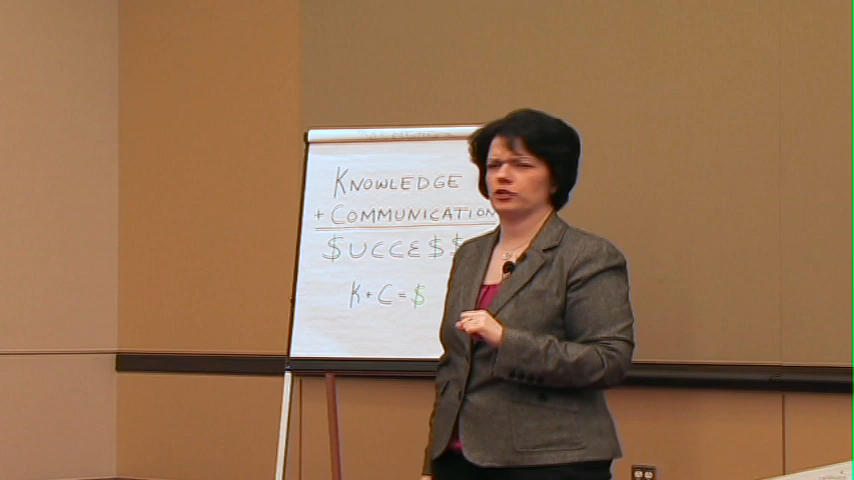 KNOWLEDGE
+ COMMUNICATION
$UCCE$$
K + C = $